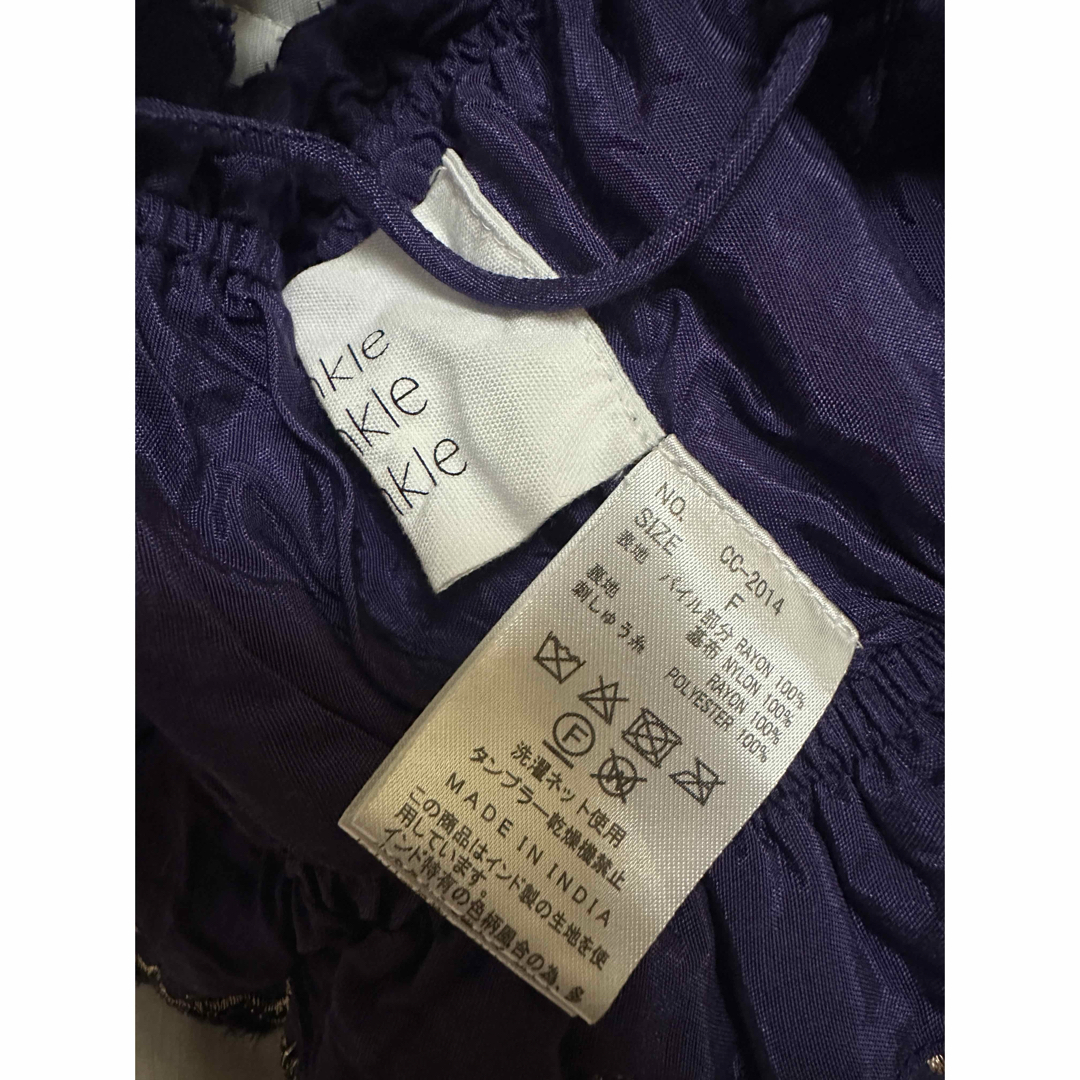 nkle
nkle
nkle
NO. CC-2014
SIZE F
表地 パイル部分 RAYON 100%
基布 NYLON 100%
裏地 RAYON 100%
刺しゅう糸 POLYESTER 100%
F
W
洗濯ネット使用
タンブラー乾燥機禁止
MADE IN INDIA
この商品はインド製の生地を使
用しています。
インド特有の色柄風合の為、多